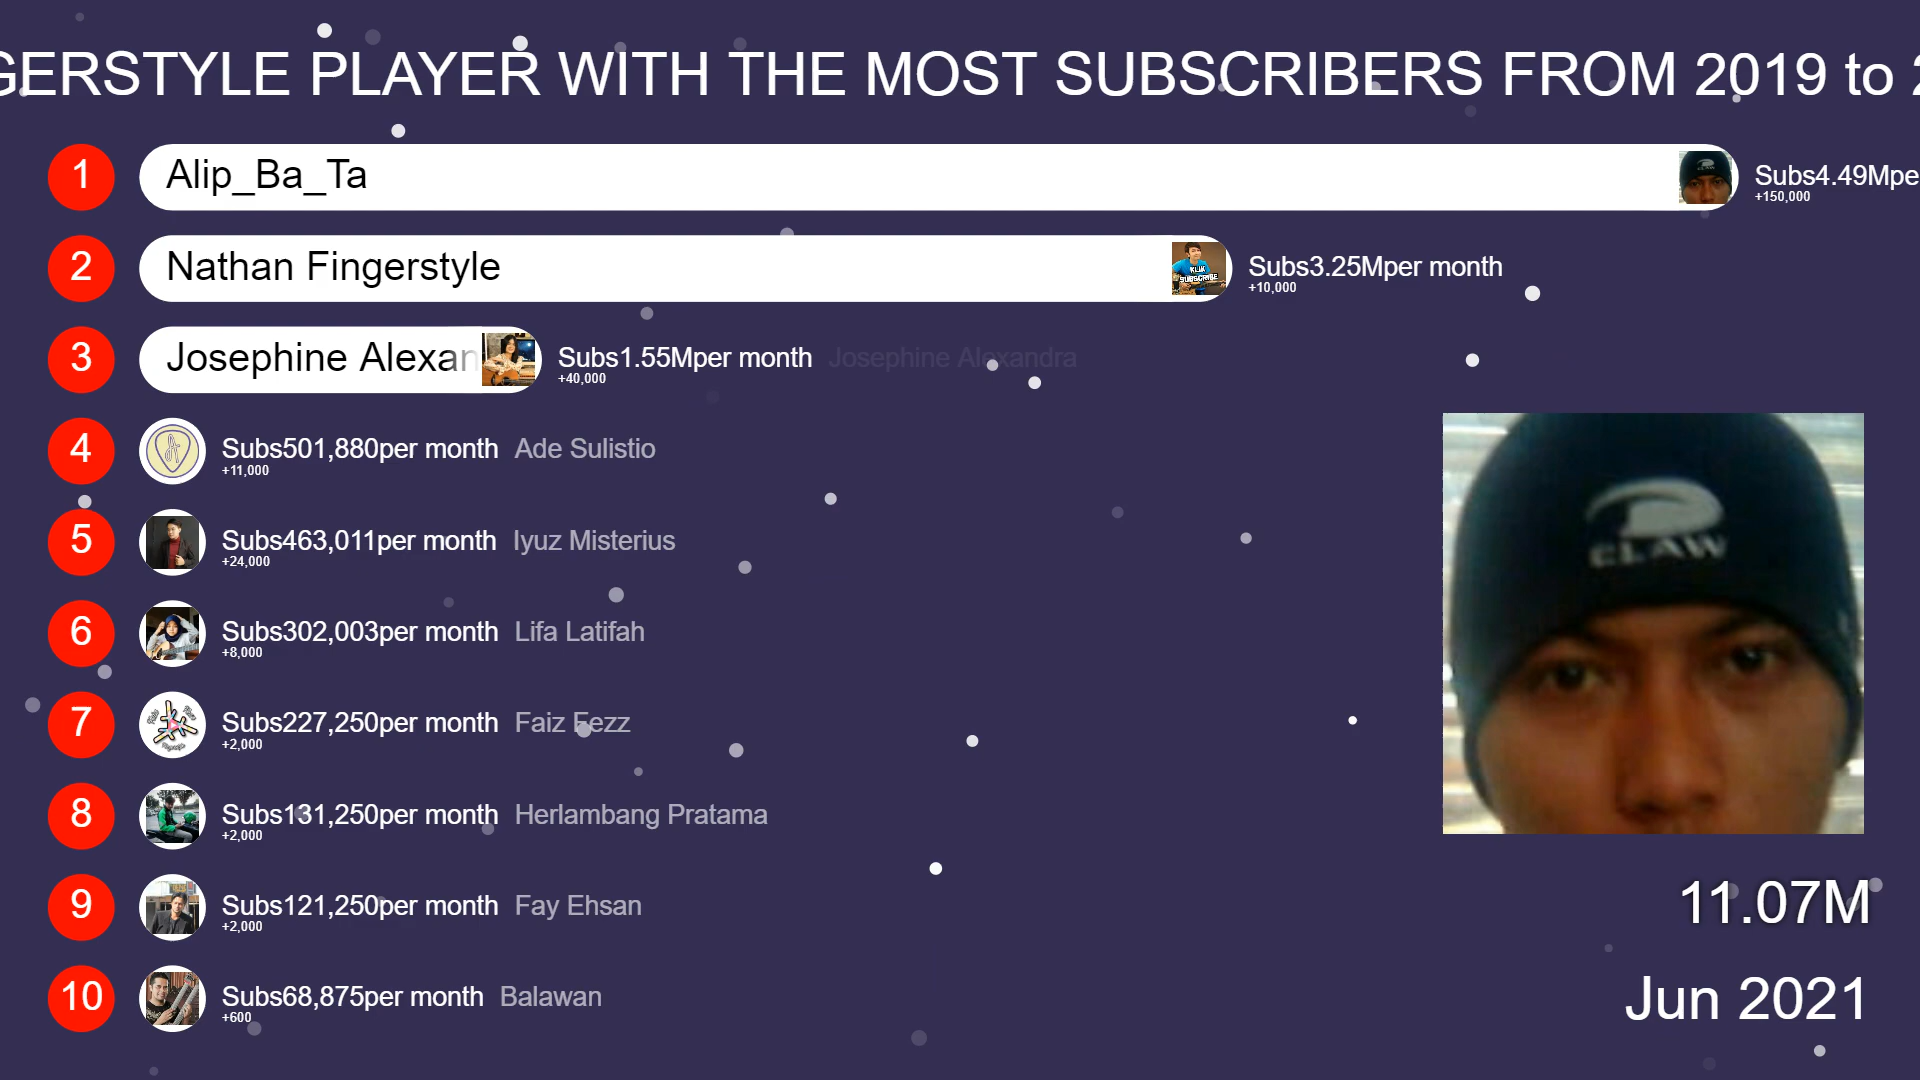 GERSTYLE PLAYER WITH THE MOST SUBSCRIBERS FROM 2019 to 2
1 Alip_Ba_Ta Subs4.49Mpe
+150,000
2 Nathan Fingerstyle KLIK SUBSCRIBE Subs3.25Mper month
+10,000
3 Josephine Alexan Subs1.55Mper month Josephine Alexandra
+40,000
4 Subs501,880per month Ade Sulistio
+11,000
5 Subs463,011per month Iyuz Misterius
+24,000
6 Subs302,003per month Lifa Latifah
+8,000
7 Subs227,250per month Faiz Fezz
+2,000
8 Subs131,250per month Herlambang Pratama
+2,000
9 Subs121,250per month Fay Ehsan
+2,000
10 Subs68,875per month Balawan
+600
CLAW
11.07M
Jun 2021